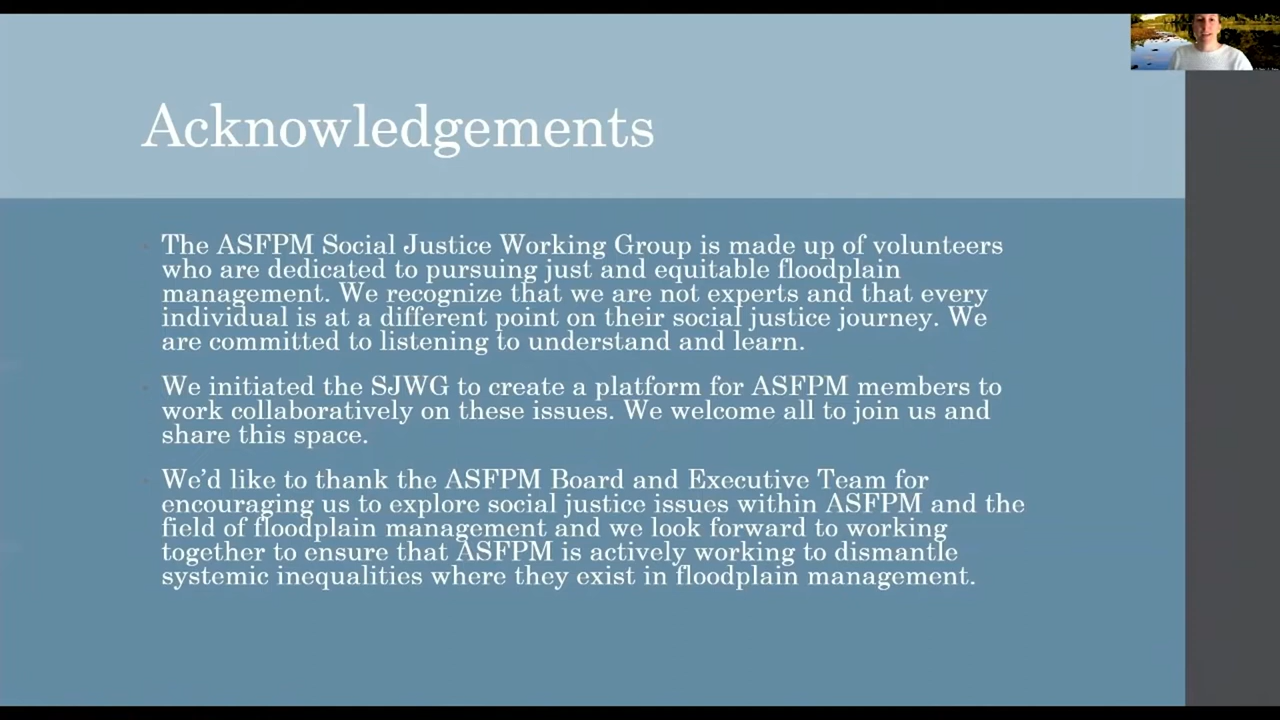 Acknowledgements
The ASFPM Social Justice Working Group is made up of volunteers
who are dedicated to pursuing just and equitable floodplain
management. We recognize that we are not experts and that every
individual is at a different point on their social justice journey. We
are committed to listening to understand and learn.
We initiated the SJWG to create a platform for ASFPM members to
work collaboratively on these issues. We welcome all to join us and
share this space.
We'd like to thank the ASFPM Board and Executive Team for
encouraging us to explore social justice issues within ASFPM and the
field of floodplain management and we look forward to working
together to ensure that ASFPM is actively working to dismantle
systemic inequalities where they exist in floodplain management.